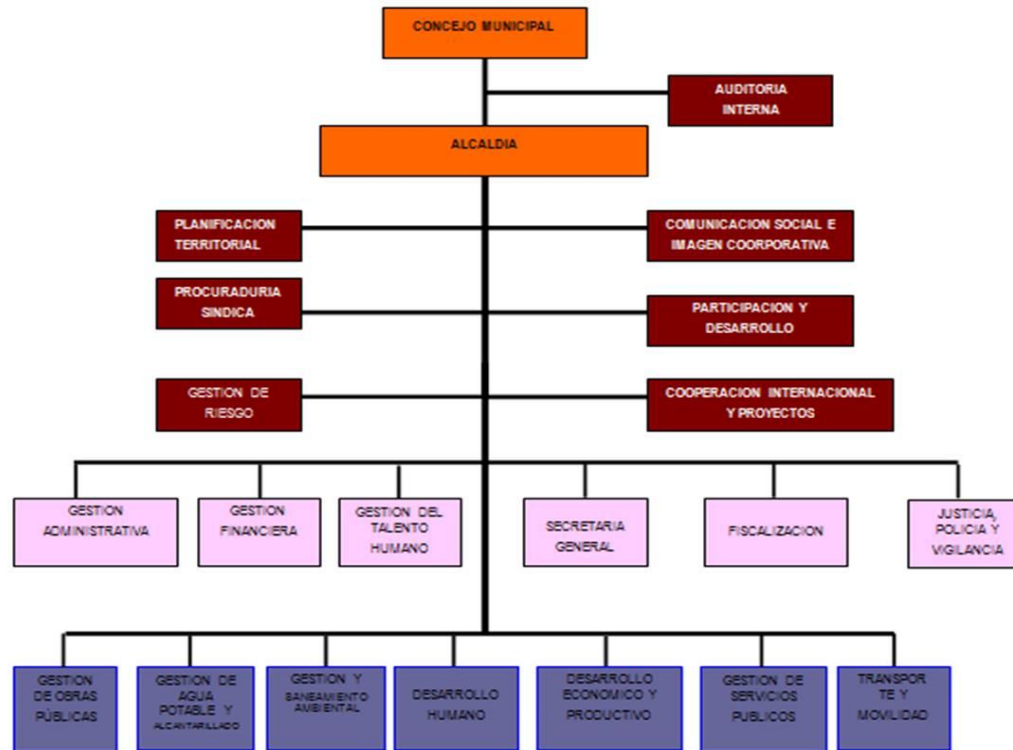 CONCEJO MUNICIPAL
AUDITORIA
INTERNA
ALCALDIA
PLANIFICACION
TERRITORIAL
COMUNICACION SOCIAL E
IMAGEN COORPORATIVA
PROCURADURIA
SINDICA
PARTICIPACION Y
DESARROLLO
GESTION DE
RIESGO
COOPERACION INTERNACIONAL
Y PROYECTOS
GESTION
ADMINISTRATIVA
GESTION
FINANCIERA
GESTION DEL
TALENTO
HUMANO
SECRETARIA
GENERAL
FISCALIZACION
JUSTICIA,
POLICIA Y
VIGILANCIA
GESTION
DE OBRAS
PÚBLICAS
GESTION DE
AGUA
POTABLE Y
ALCANTARILLADO
GESTION Y
SANEAMIENTO
AMBIENTAL
DESARROLLO
HUMANO
DESARROLLO
ECONOMICO Y
PRODUCTIVO
GESTION DE
SERVICIOS
PUBLICOS
TRANSPOR
TE Y
MOVILIDAD